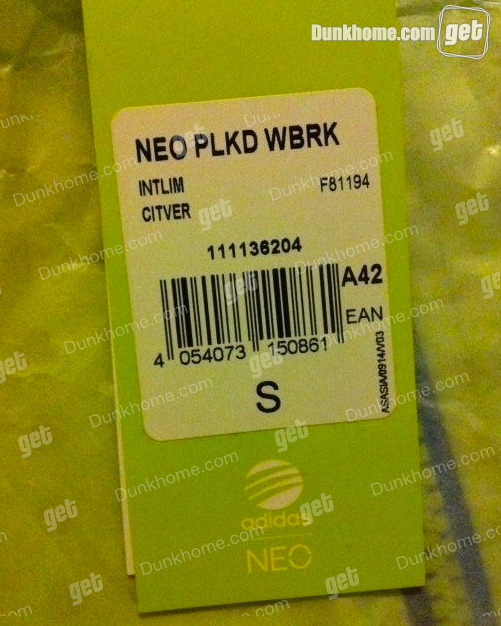 Dunkhome.com get
NEO PLKD WBRK
INTLIM F81194
CITVER
111136204
A42
EAN
4 054073 150861
ASASIA/0914/V03
S
adidas
NEO